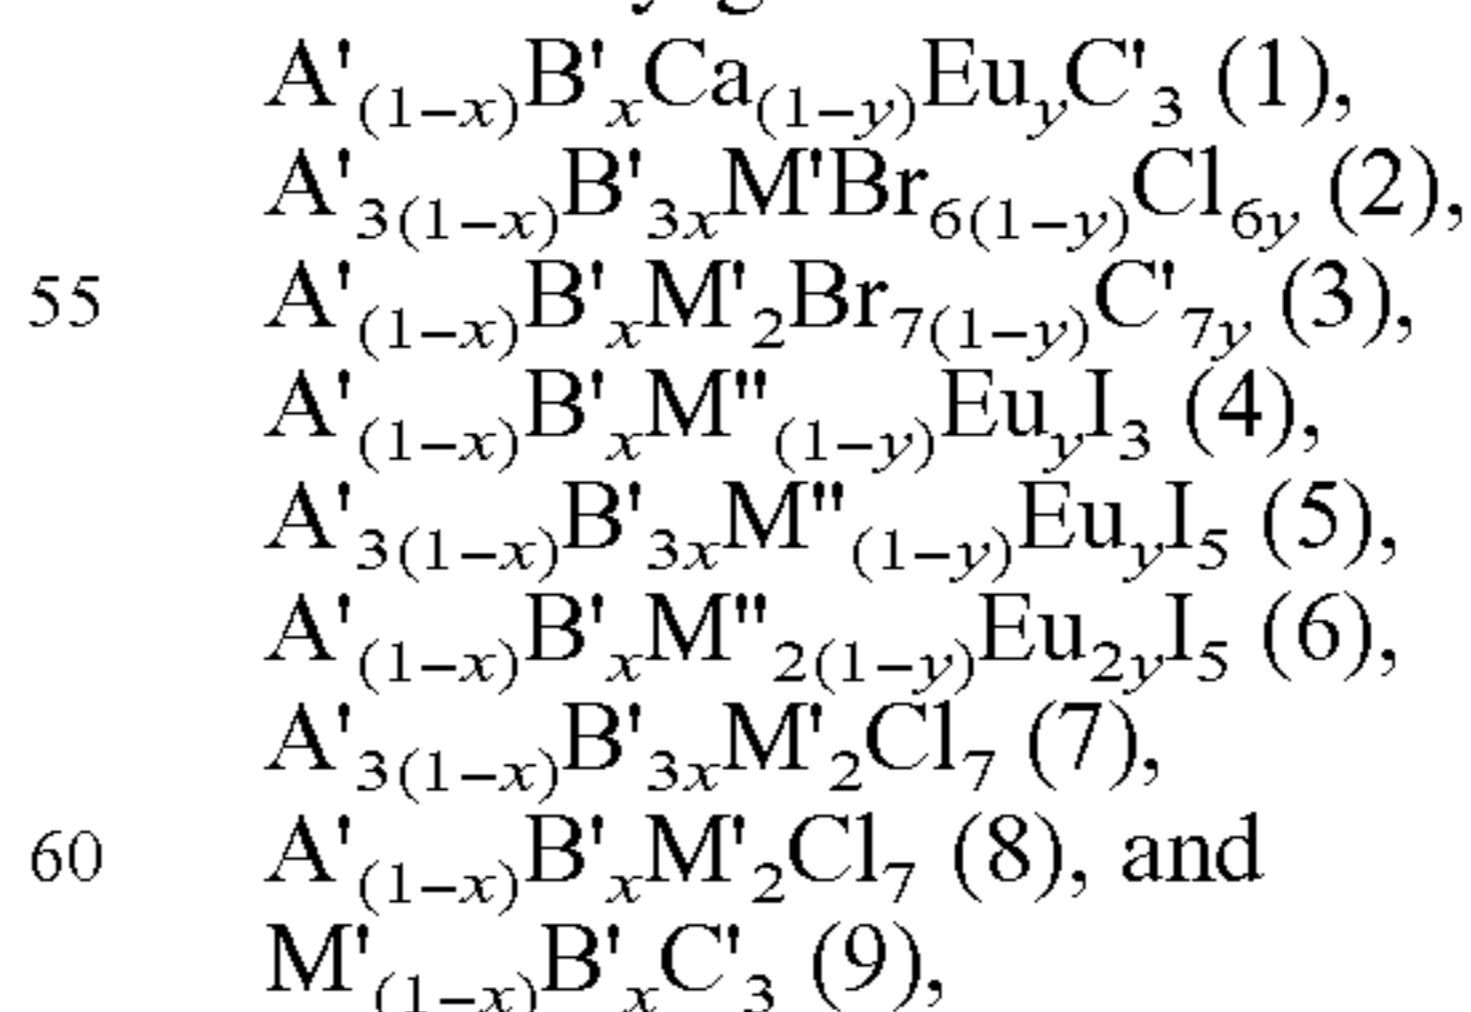 A'(1−x)B'xCa(1−y)EuyC'3 (1),
A'3(1−x)B'3xM'Br6(1−y)Cl6y (2),
55 A'(1−x)B'xM'2Br7(1−y)C'7y (3),
A'(1−x)B'xM"(1−y)EuyI3 (4),
A'3(1−x)B'3xM"(1−y)EuyI5 (5),
A'(1−x)B'xM"2(1−y)Eu2yI5 (6),
A'3(1−x)B'3xM'2Cl7 (7),
60 A'(1−x)B'xM'2Cl7 (8), and
M'(1−x)B'xC'3 (9),